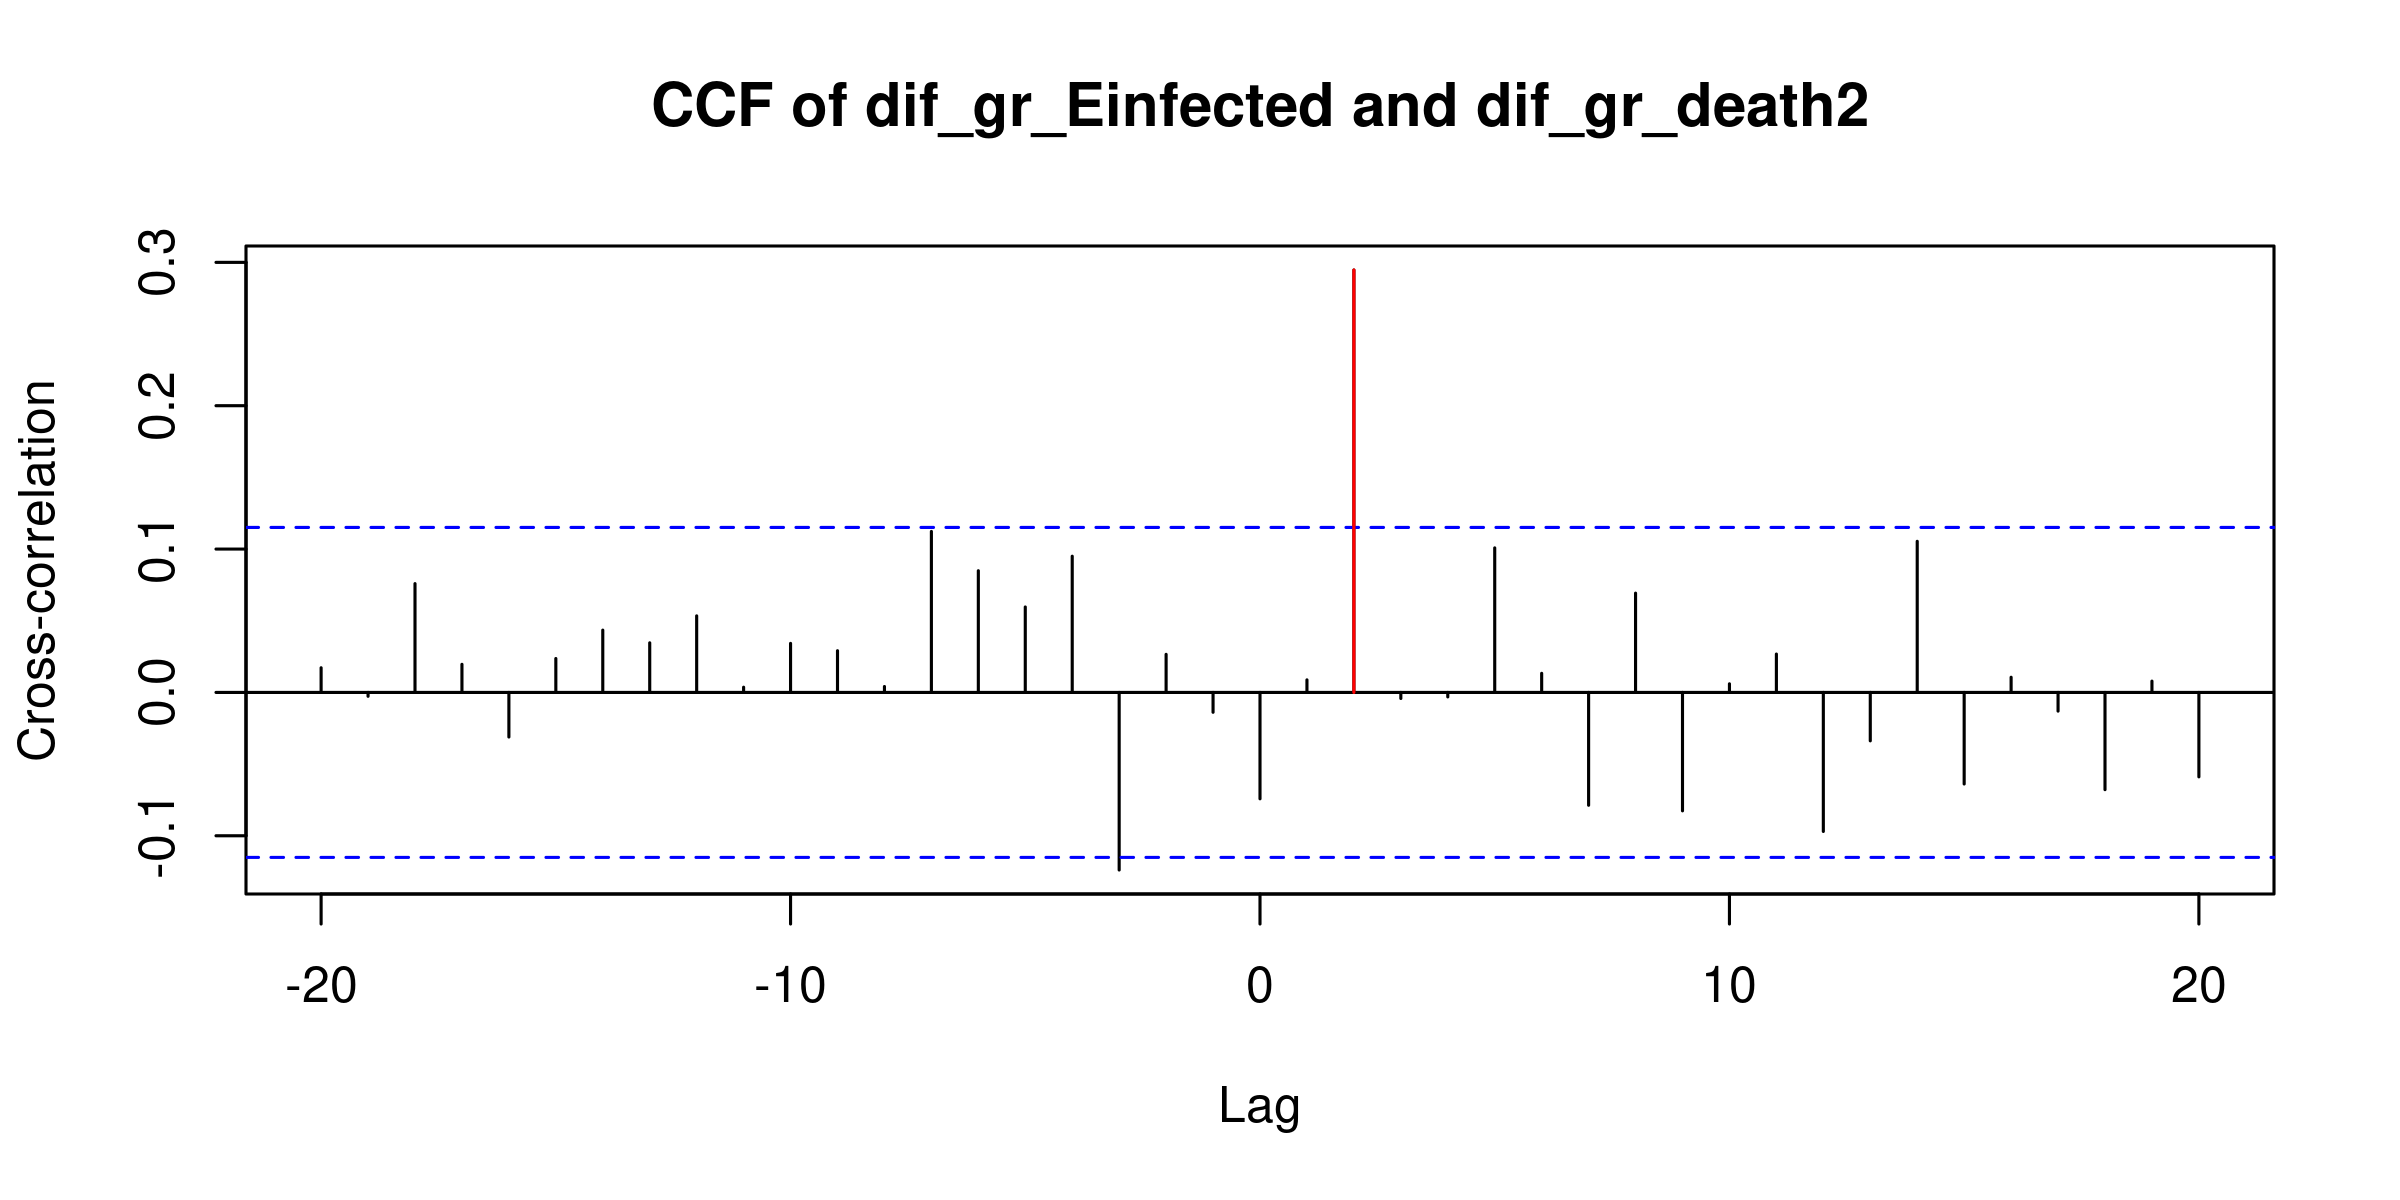 CCF of dif_gr_Einfected and dif_gr_death2
Cross-correlation
0.3
0.2
0.1
0.0
-0.1
-20 -10 0 10 20
Lag